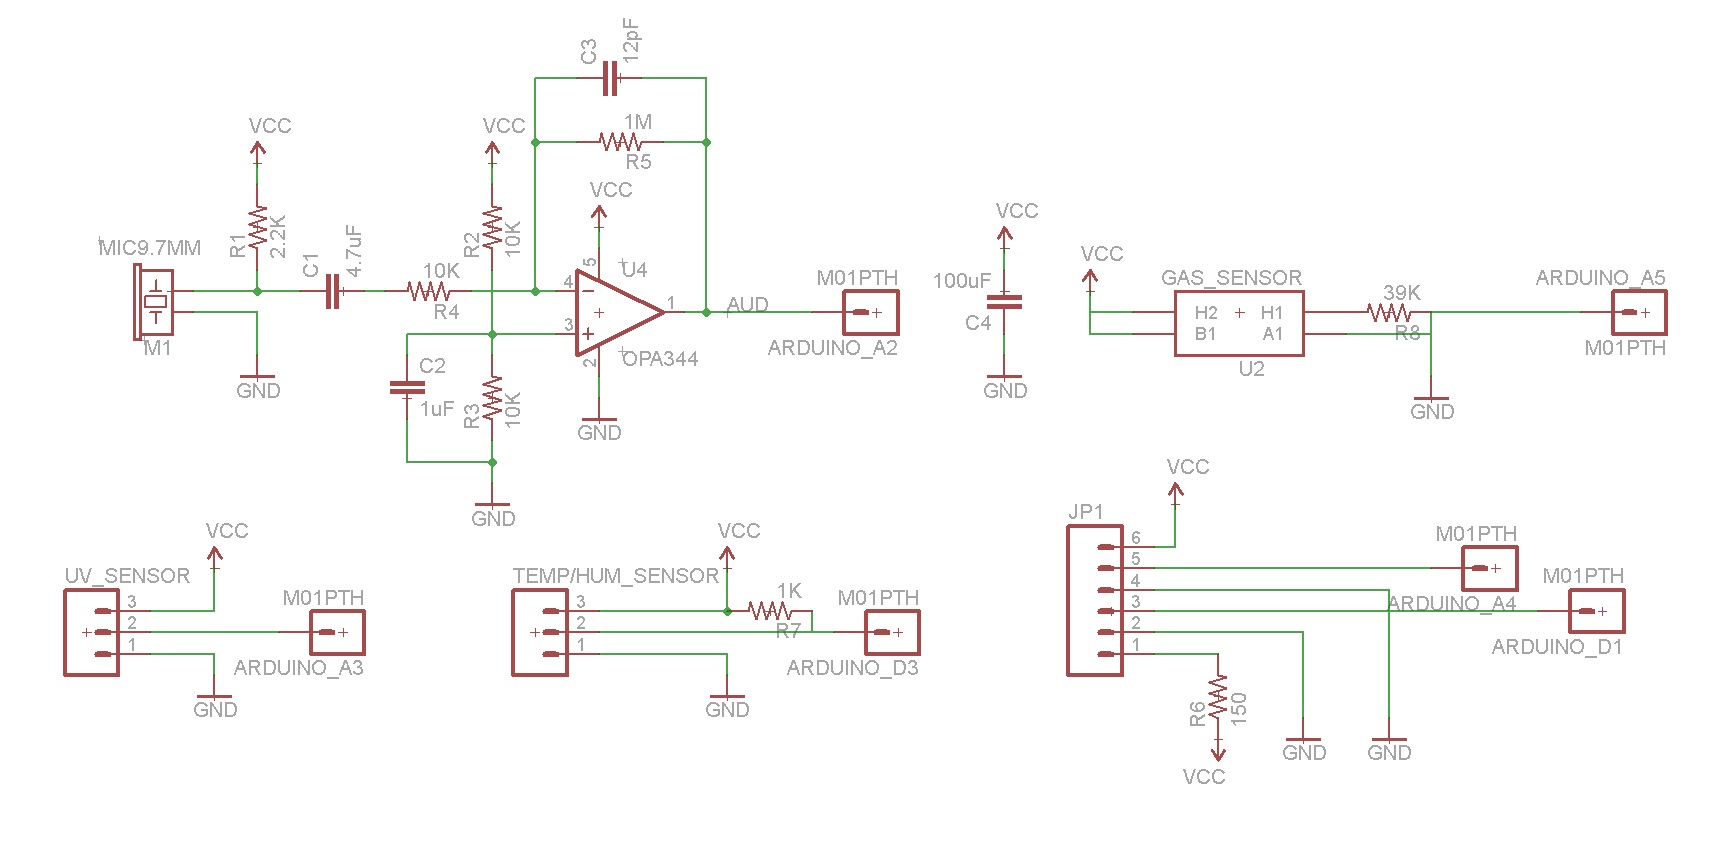 C3
12pF
1M
R5
VCC
VCC
VCC
MIC9.7MM
R1
2.2K
C1
4.7uF
R2
10K
10K
R4
M1
GND
C2
1uF
R3
10K
GND
5
4
3
2
1
U4
OPA344
GND
AUD
M01PTH
ARDUINO_A2
VCC
100uF
C4
GND
VCC
GAS_SENSOR
H2
H1
B1
A1
U2
39K
R8
ARDUINO_A5
M01PTH
GND
VCC
UV_SENSOR
3
2
1
M01PTH
ARDUINO_A3
GND
VCC
TEMP/HUM_SENSOR
3
2
1
1K
R7
M01PTH
ARDUINO_D3
GND
VCC
JP1
6
5
4
3
2
1
M01PTH
ARDUINO_A4
M01PTH
ARDUINO_D1
R6
150
VCC
GND
GND